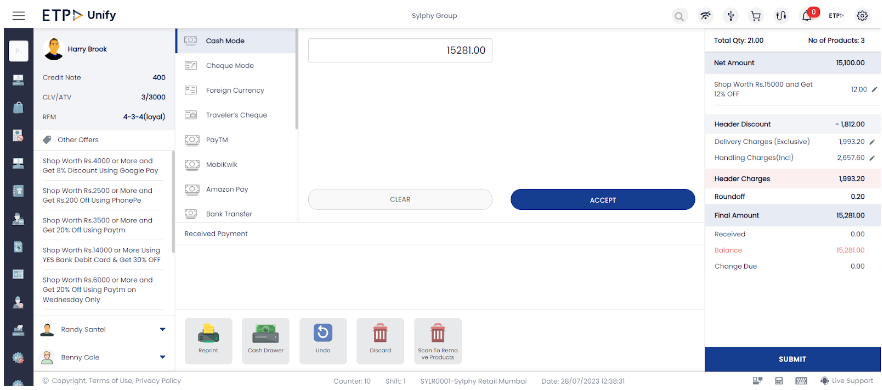 ETP Unify
Sylphy Group
0
ETP
Harry Brook
Credit Note 400
CLV/ATV 3/3000
RFM 4-3-4(loyal)
Other Offers
Shop Worth Rs.4000 or More and
Get 8% Discount Using Google Pay
Shop Worth Rs.2500 or More and
Get Rs.200 Off Using PhonePe
Shop Worth Rs.3500 or More and
Get 20% Off Using Paytm
Shop Worth Rs.14000 or More Using
YES Bank Debit Card & Get 30% OFF
Shop Worth Rs.6000 or More and
Get 20% Off Using Paytm on
Wednesday Only
Randy Santel
Benny Cole
Cash Mode
Cheque Mode
Foreign Currency
Traveler's Cheque
PayTM
MobiKwik
Amazon Pay
Bank Transfer
15281.00
CLEAR
ACCEPT
Received Payment
Reprint
Cash Drawer
Undo
Discard
Scan To Remo
ve Products
Total Qty: 21.00 No of Products: 3
Net Amount 15,100.00
Shop Worth Rs.15000 and Get
12% OFF 12.00
Header Discount - 1,812.00
Delivery Charges (Exclusive) 1,993.20
Handling Charges(Incl) 2,657.60
Header Charges 1,993.20
Roundoff 0.20
Final Amount 15,281.00
Received 0.00
Balance 15,281.00
Change Due 0.00
SUBMIT
© Copyright, Terms of Use, Privacy Policy
Counter: 10 Shift: 1 SYLR0001-Sylphy Retail Mumbai Date: 28/07/2023 12:38:31
Live Support